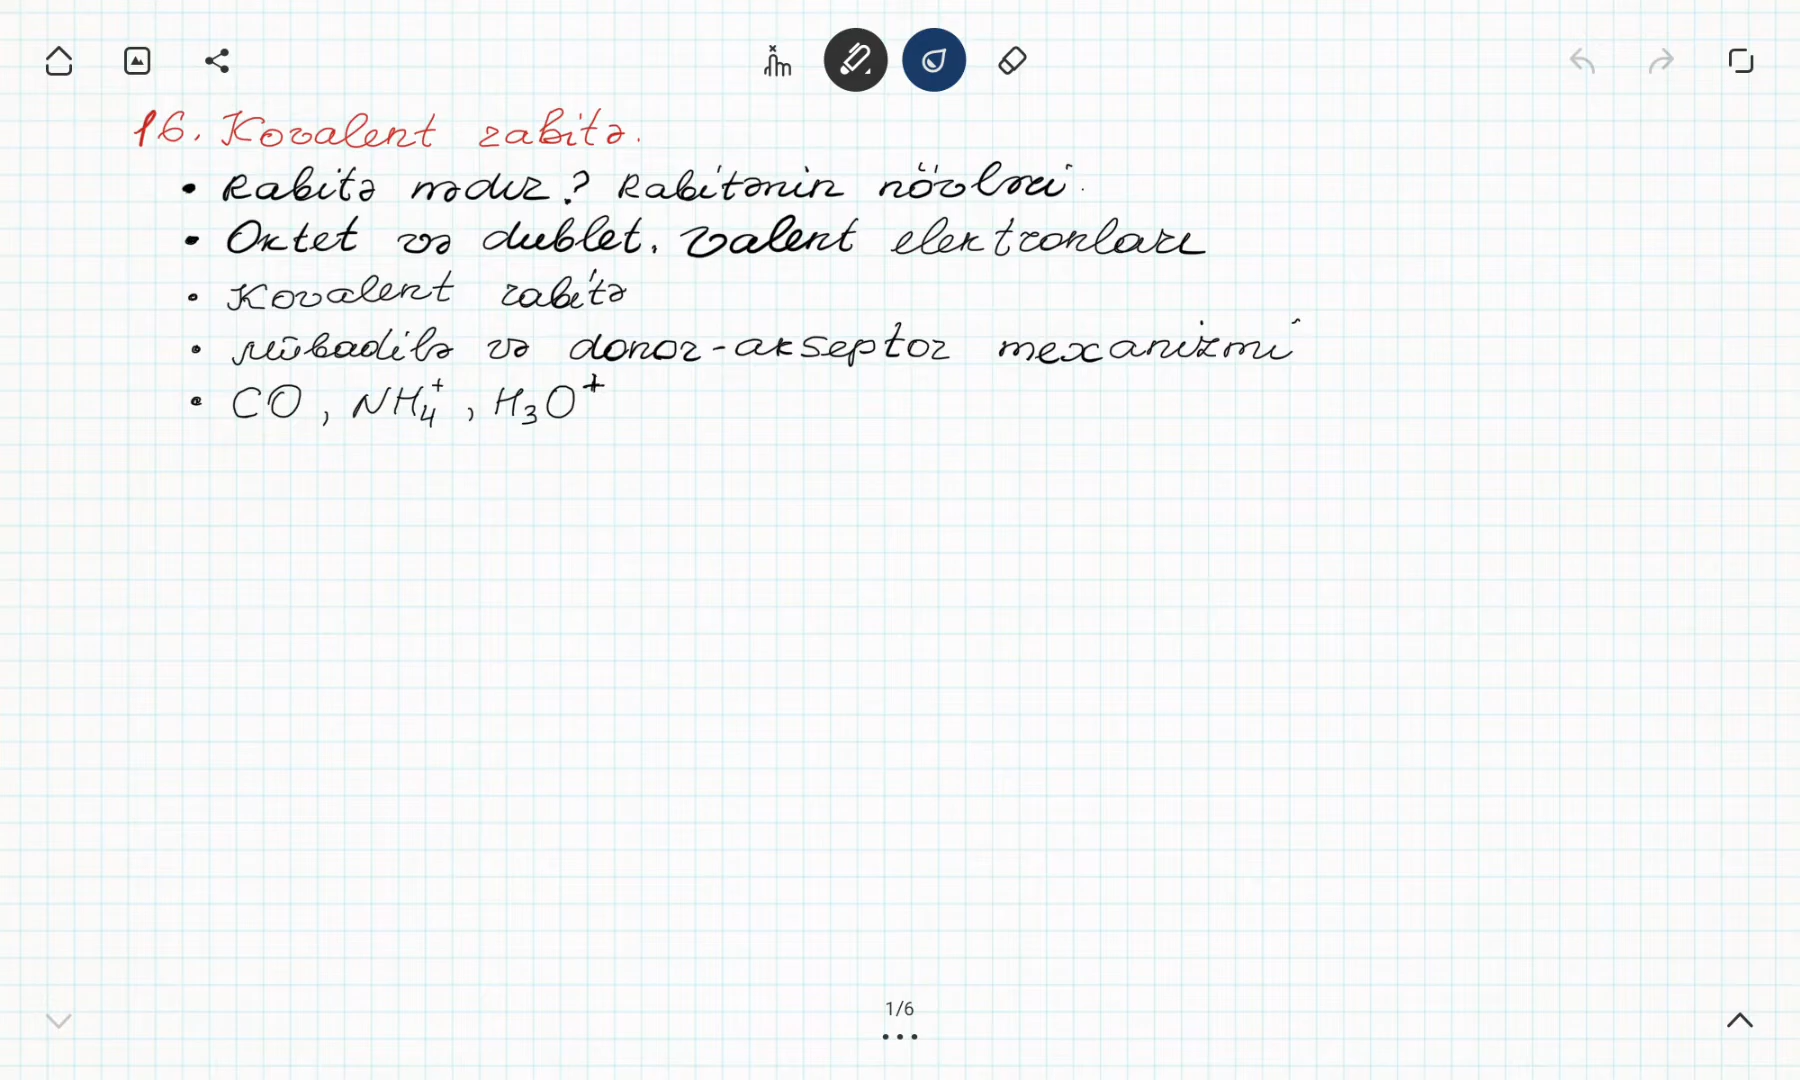 16. Kovalent rabitə.
• Rabitə nədir? Rabitənin növləri.
• Oktet və dublet. Valent elektronları
• Kovalent rabitə
• Mübadilə və donor-akseptor mexanizmi
• CO, NH₄⁺, H₃O⁺
1/6